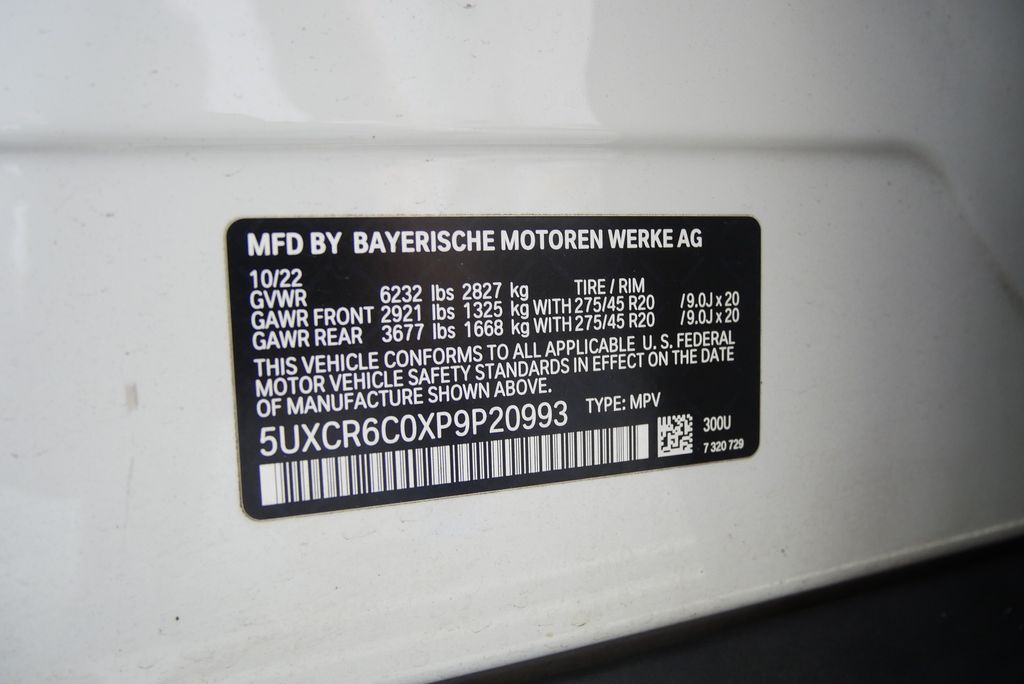 MFD BY BAYERISCHE MOTOREN WERKE AG
10/22 TIRE / RIM
GVWR 6232 lbs 2827 kg
GAWR FRONT 2921 lbs 1325 kg WITH 275/45 R20 /9.0J x 20
GAWR REAR 3677 lbs 1668 kg WITH 275/45 R20 /9.0J x 20
THIS VEHICLE CONFORMS TO ALL APPLICABLE U. S. FEDERAL
MOTOR VEHICLE SAFETY STANDARDS IN EFFECT ON THE DATE
OF MANUFACTURE SHOWN ABOVE.
5UXCR6C0XP9P20993 TYPE: MPV
300U
7 320 729